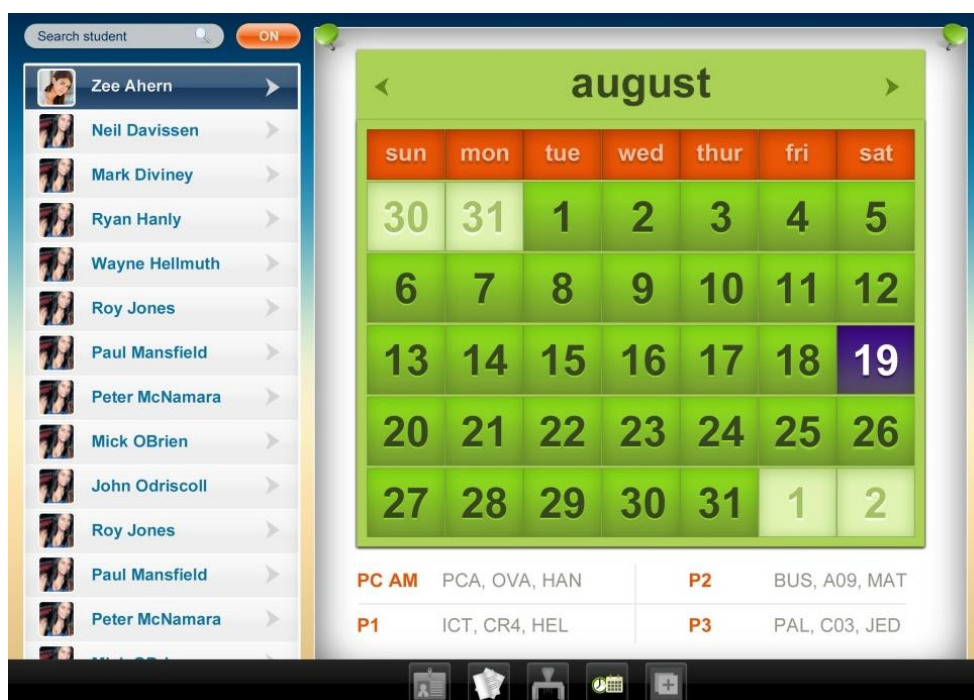 Search student
ON
Zee Ahern
Neil Davissen
Mark Diviney
Ryan Hanly
Wayne Hellmuth
Roy Jones
Paul Mansfield
Peter McNamara
Mick OBrien
John Odriscoll
Roy Jones
Paul Mansfield
Peter McNamara
august
sun mon tue wed thur fri sat
30 31 1 2 3 4 5
6 7 8 9 10 11 12
13 14 15 16 17 18 19
20 21 22 23 24 25 26
27 28 29 30 31 1 2
PC AM PCA, OVA, HAN P2 BUS, A09, MAT
P1 ICT, CR4, HEL P3 PAL, C03, JED